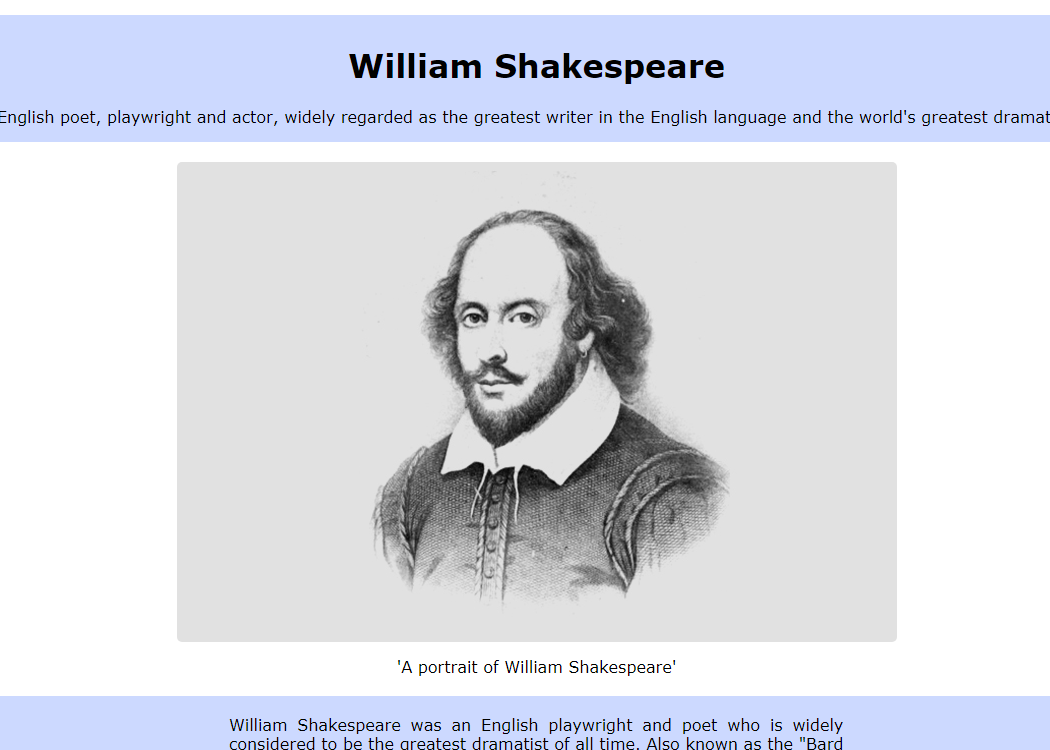 William Shakespeare
English poet, playwright and actor, widely regarded as the greatest writer in the English language and the world's greatest
'A portrait of William Shakespeare'
William Shakespeare was an English playwright and poet who is widely
considered to be the greatest dramatist of all time. Also known as the "Bard